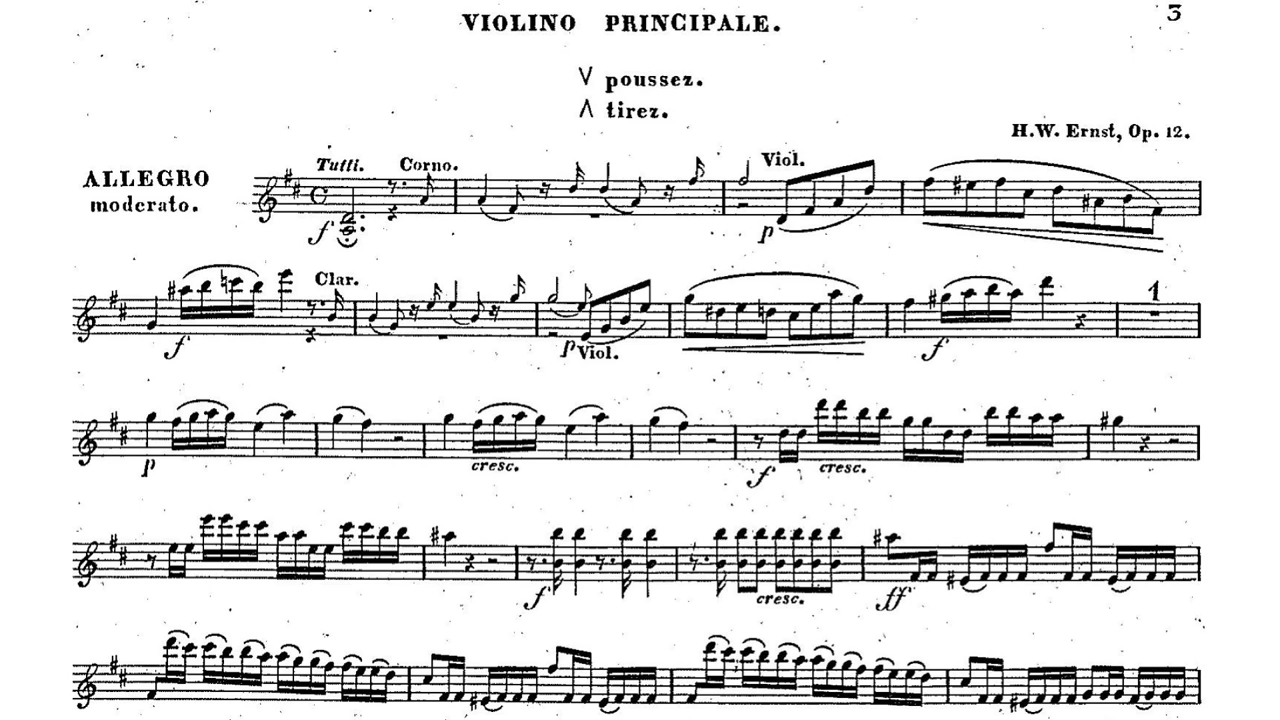 3
VIOLINO PRINCIPALE.
V poussez.
Λ tirez.
H.W. Ernst, Op. 12.
ALLEGRO
moderato.
Tutti. Corno. Viol.
f p
Clar.
f p Viol. f 1
p cresc. f cresc.
f cresc. ff